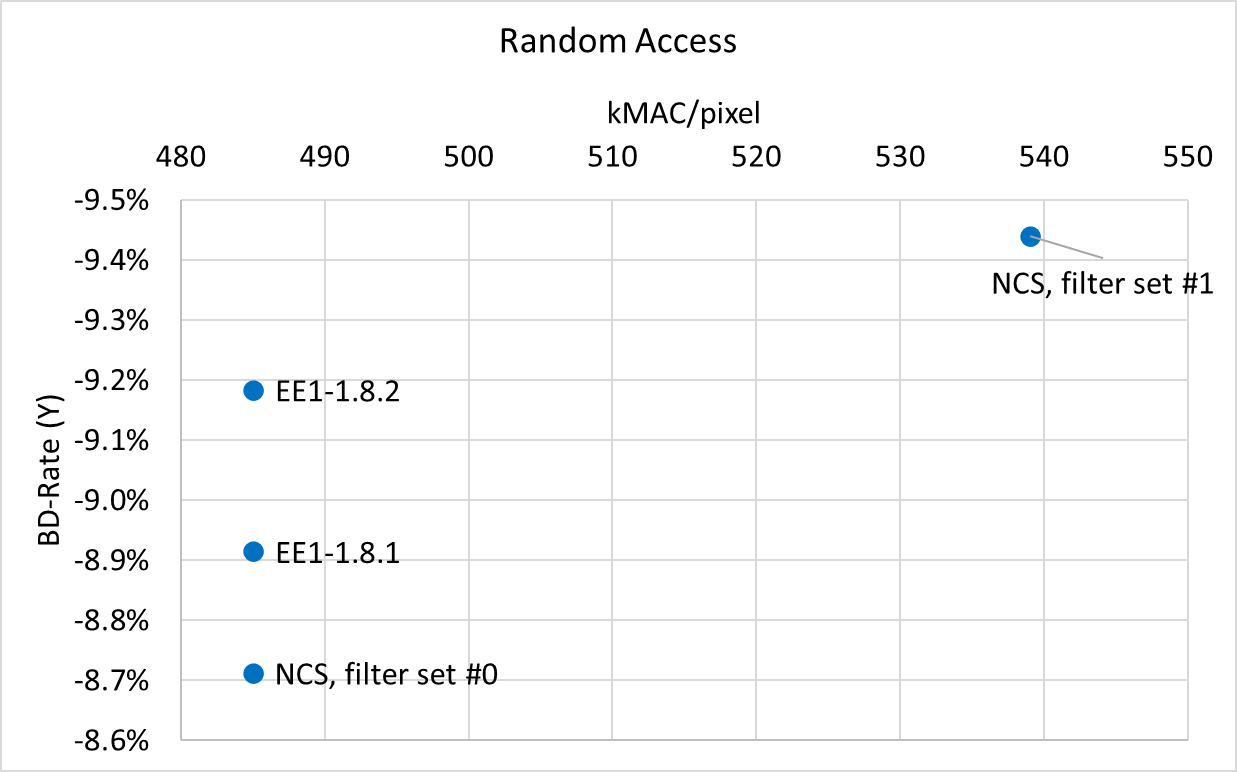 Random Access
kMAC/pixel
480 490 500 510 520 530 540 550
-9.5%
-9.4%
NCS, filter set #1
-9.3%
-9.2%
EE1-1.8.2
-9.1%
BD-Rate (Y)
-9.0%
-8.9%
EE1-1.8.1
-8.8%
-8.7%
NCS, filter set #0
-8.6%